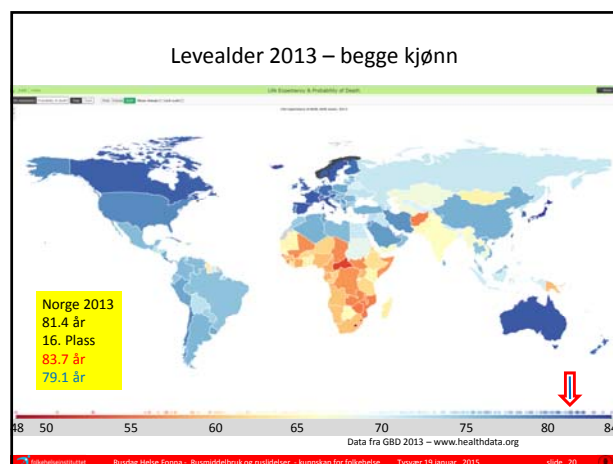 Levealder 2013 – begge kjønn
Life Expectancy & Probability of Death
Norge 2013
81.4 år
16. Plass
83.7 år
79.1 år
48 50 55 60 65 70 75 80 84
Data fra GBD 2013 – www.healthdata.org
folkehelseinstituttet Rusdag Helse Fonna - Rusmiddelbruk og ruslidelser - kunnskap for folkehelse Tysvær 19 januar 2015 slide 20